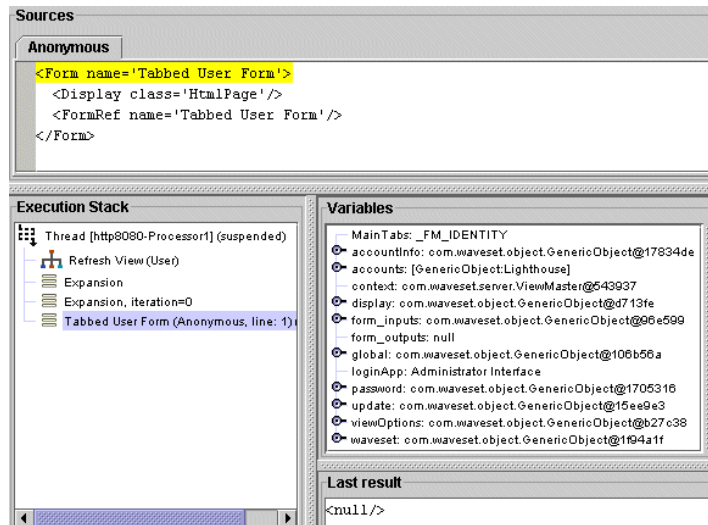 Sources
Anonymous
<Form name='Tabbed User Form'>
<Display class='HtmlPage'/>
<FormRef name='Tabbed User Form'/>
</Form>
Execution Stack
Thread [http8080-Processor1] (suspended)
Refresh View (User)
Expansion
Expansion, iteration=0
Tabbed User Form (Anonymous, line: 1)
Variables
MainTabs: _FM_IDENTITY
accountInfo: com.waveset.object.GenericObject@17834de
accounts: [GenericObject:Lighthouse]
context: com.waveset.server.ViewMaster@543937
display: com.waveset.object.GenericObject@d713fe
form_inputs: com.waveset.object.GenericObject@96e599
form_outputs: null
global: com.waveset.object.GenericObject@106b56a
loginApp: Administrator Interface
password: com.waveset.object.GenericObject@1705316
update: com.waveset.object.GenericObject@15ee9e3
viewOptions: com.waveset.object.GenericObject@b27c38
waveset: com.waveset.object.GenericObject@1f94a1f
Last result
<null/>